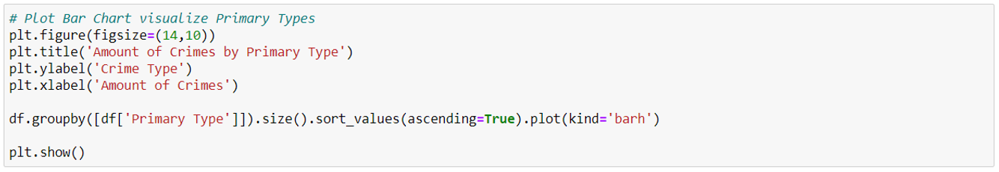 # Plot Bar Chart visualize Primary Types
plt.figure(figsize=(14,10))
plt.title('Amount of Crimes by Primary Type')
plt.ylabel('Crime Type')
plt.xlabel('Amount of Crimes')
df.groupby([df['Primary Type']]).size().sort_values(ascending=True).plot(kind='barh')
plt.show()